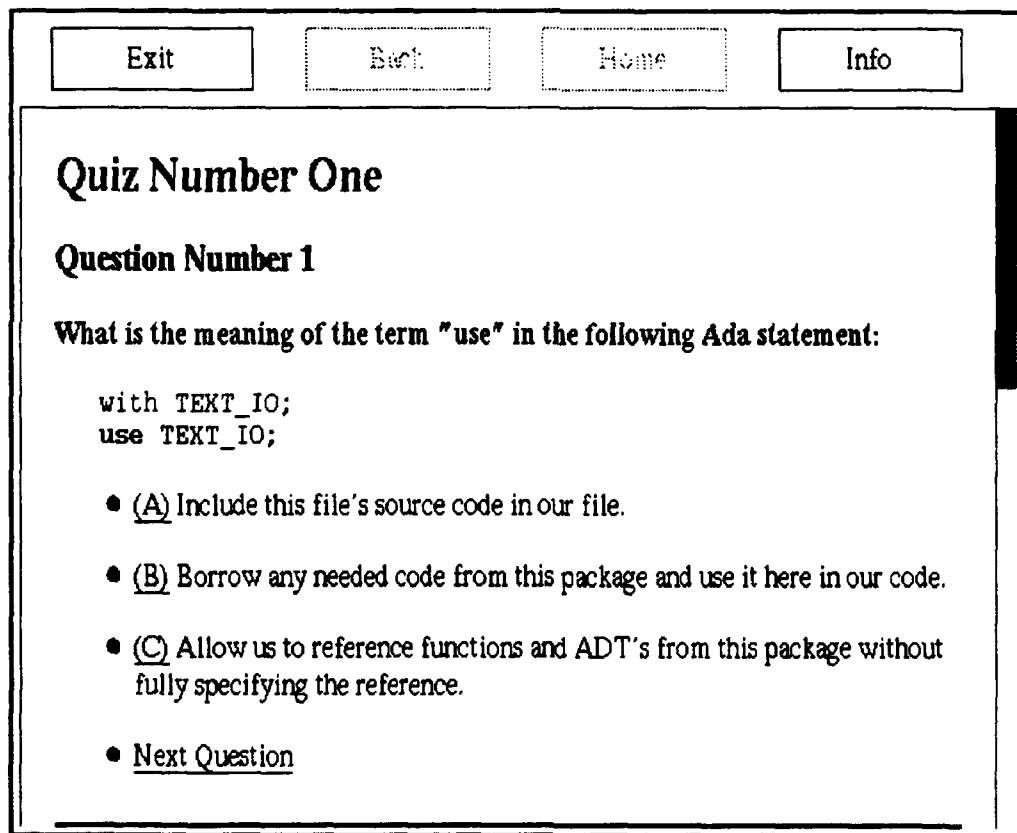 Exit Back Home Info
Quiz Number One
Question Number 1
What is the meaning of the term "use" in the following Ada statement:
with TEXT_IO;
use TEXT_IO;
• (A) Include this file's source code in our file.
• (B) Borrow any needed code from this package and use it here in our code.
• (C) Allow us to reference functions and ADT's from this package without
fully specifying the reference.
• Next Question